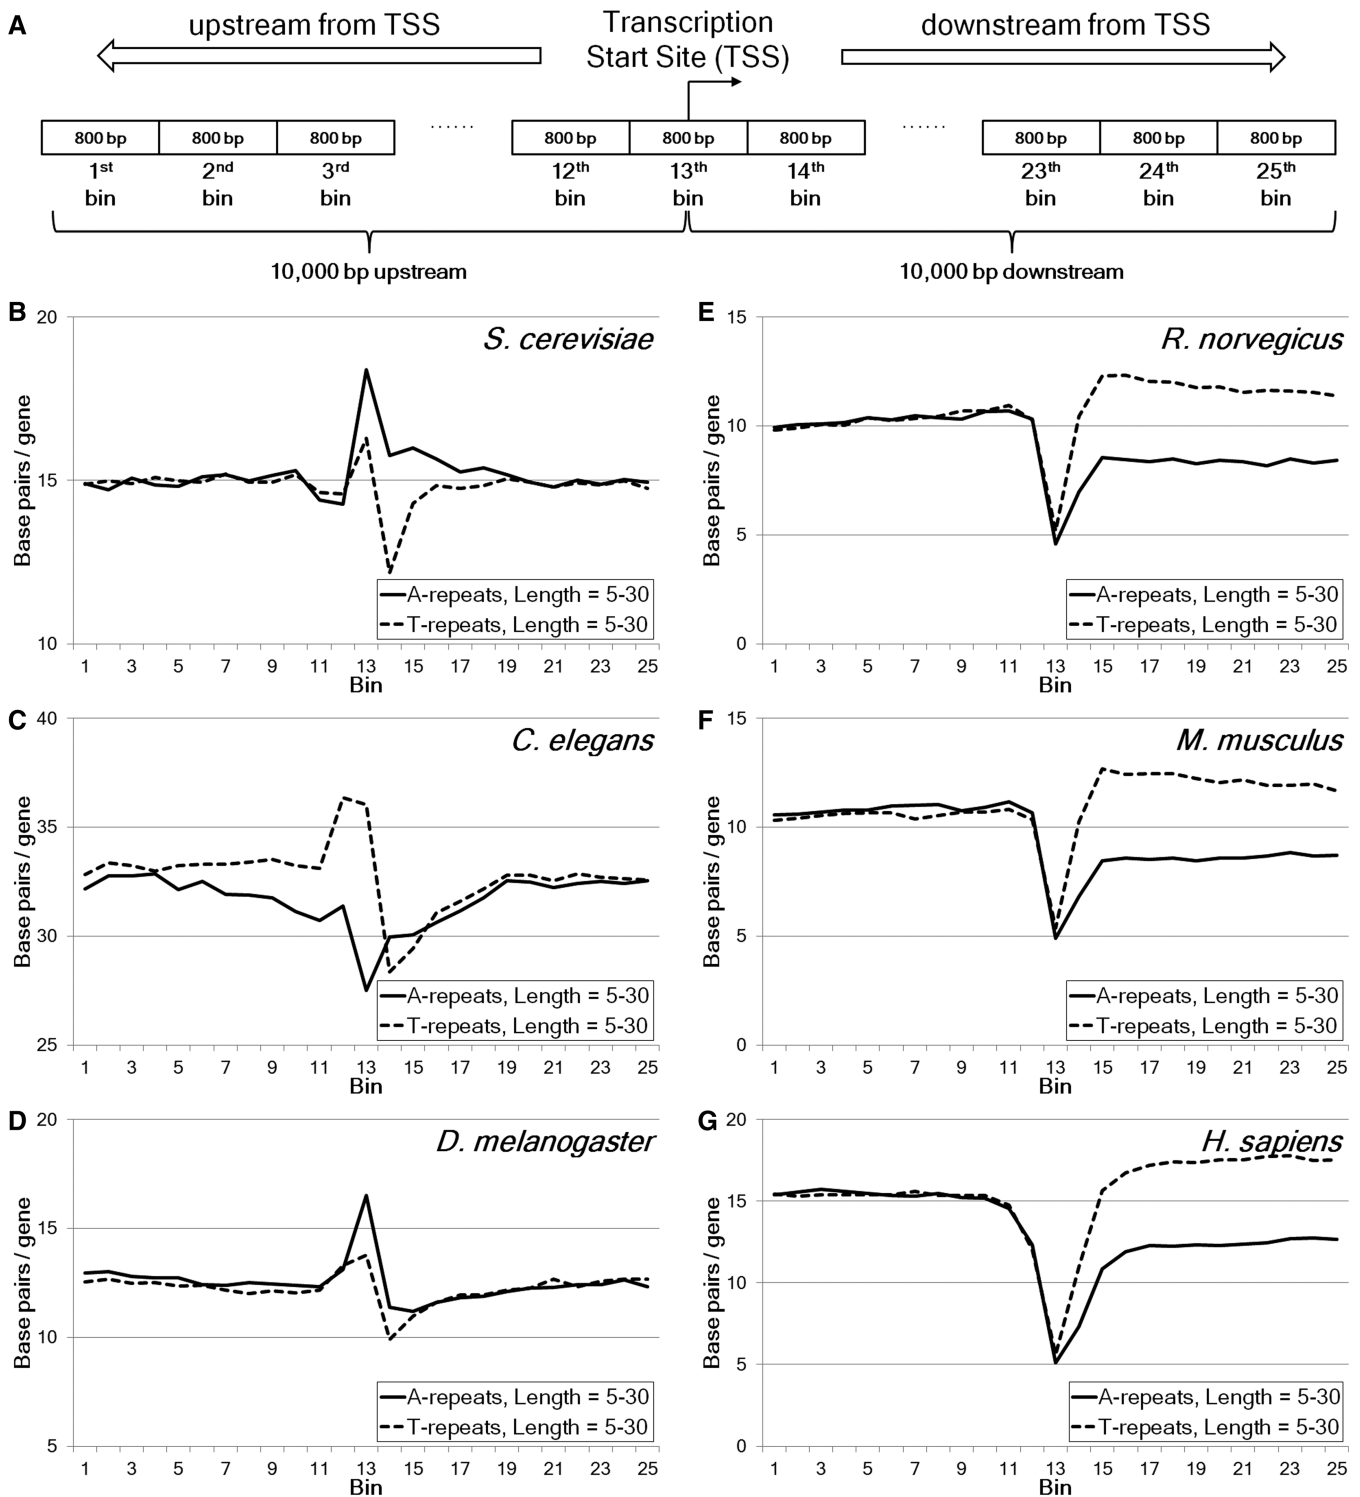 A
upstream from TSS
Transcription
Start Site (TSS)
downstream from TSS
800 bp 800 bp 800 bp ...... 800 bp 800 bp 800 bp ...... 800 bp 800 bp 800 bp
1st 2nd 3rd 12th 13th 14th 23th 24th 25th
bin bin bin bin bin bin bin bin bin
10,000 bp upstream
10,000 bp downstream
B
S. cerevisiae
Base pairs / gene
20
15
10
A-repeats, Length = 5-30
T-repeats, Length = 5-30
1 3 5 7 9 11 13 15 17 19 21 23 25
Bin
E
R. norvegicus
Base pairs / gene
15
10
5
0
A-repeats, Length = 5-30
T-repeats, Length = 5-30
1 3 5 7 9 11 13 15 17 19 21 23 25
Bin
C
C. elegans
Base pairs / gene
40
35
30
25
A-repeats, Length = 5-30
T-repeats, Length = 5-30
1 3 5 7 9 11 13 15 17 19 21 23 25
Bin
F
M. musculus
Base pairs / gene
15
10
5
0
A-repeats, Length = 5-30
T-repeats, Length = 5-30
1 3 5 7 9 11 13 15 17 19 21 23 25
Bin
D
D. melanogaster
Base pairs / gene
20
15
10
5
A-repeats, Length = 5-30
T-repeats, Length = 5-30
1 3 5 7 9 11 13 15 17 19 21 23 25
Bin
G
H. sapiens
Base pairs / gene
20
15
10
5
0
A-repeats, Length = 5-30
T-repeats, Length = 5-30
1 3 5 7 9 11 13 15 17 19 21 23 25
Bin